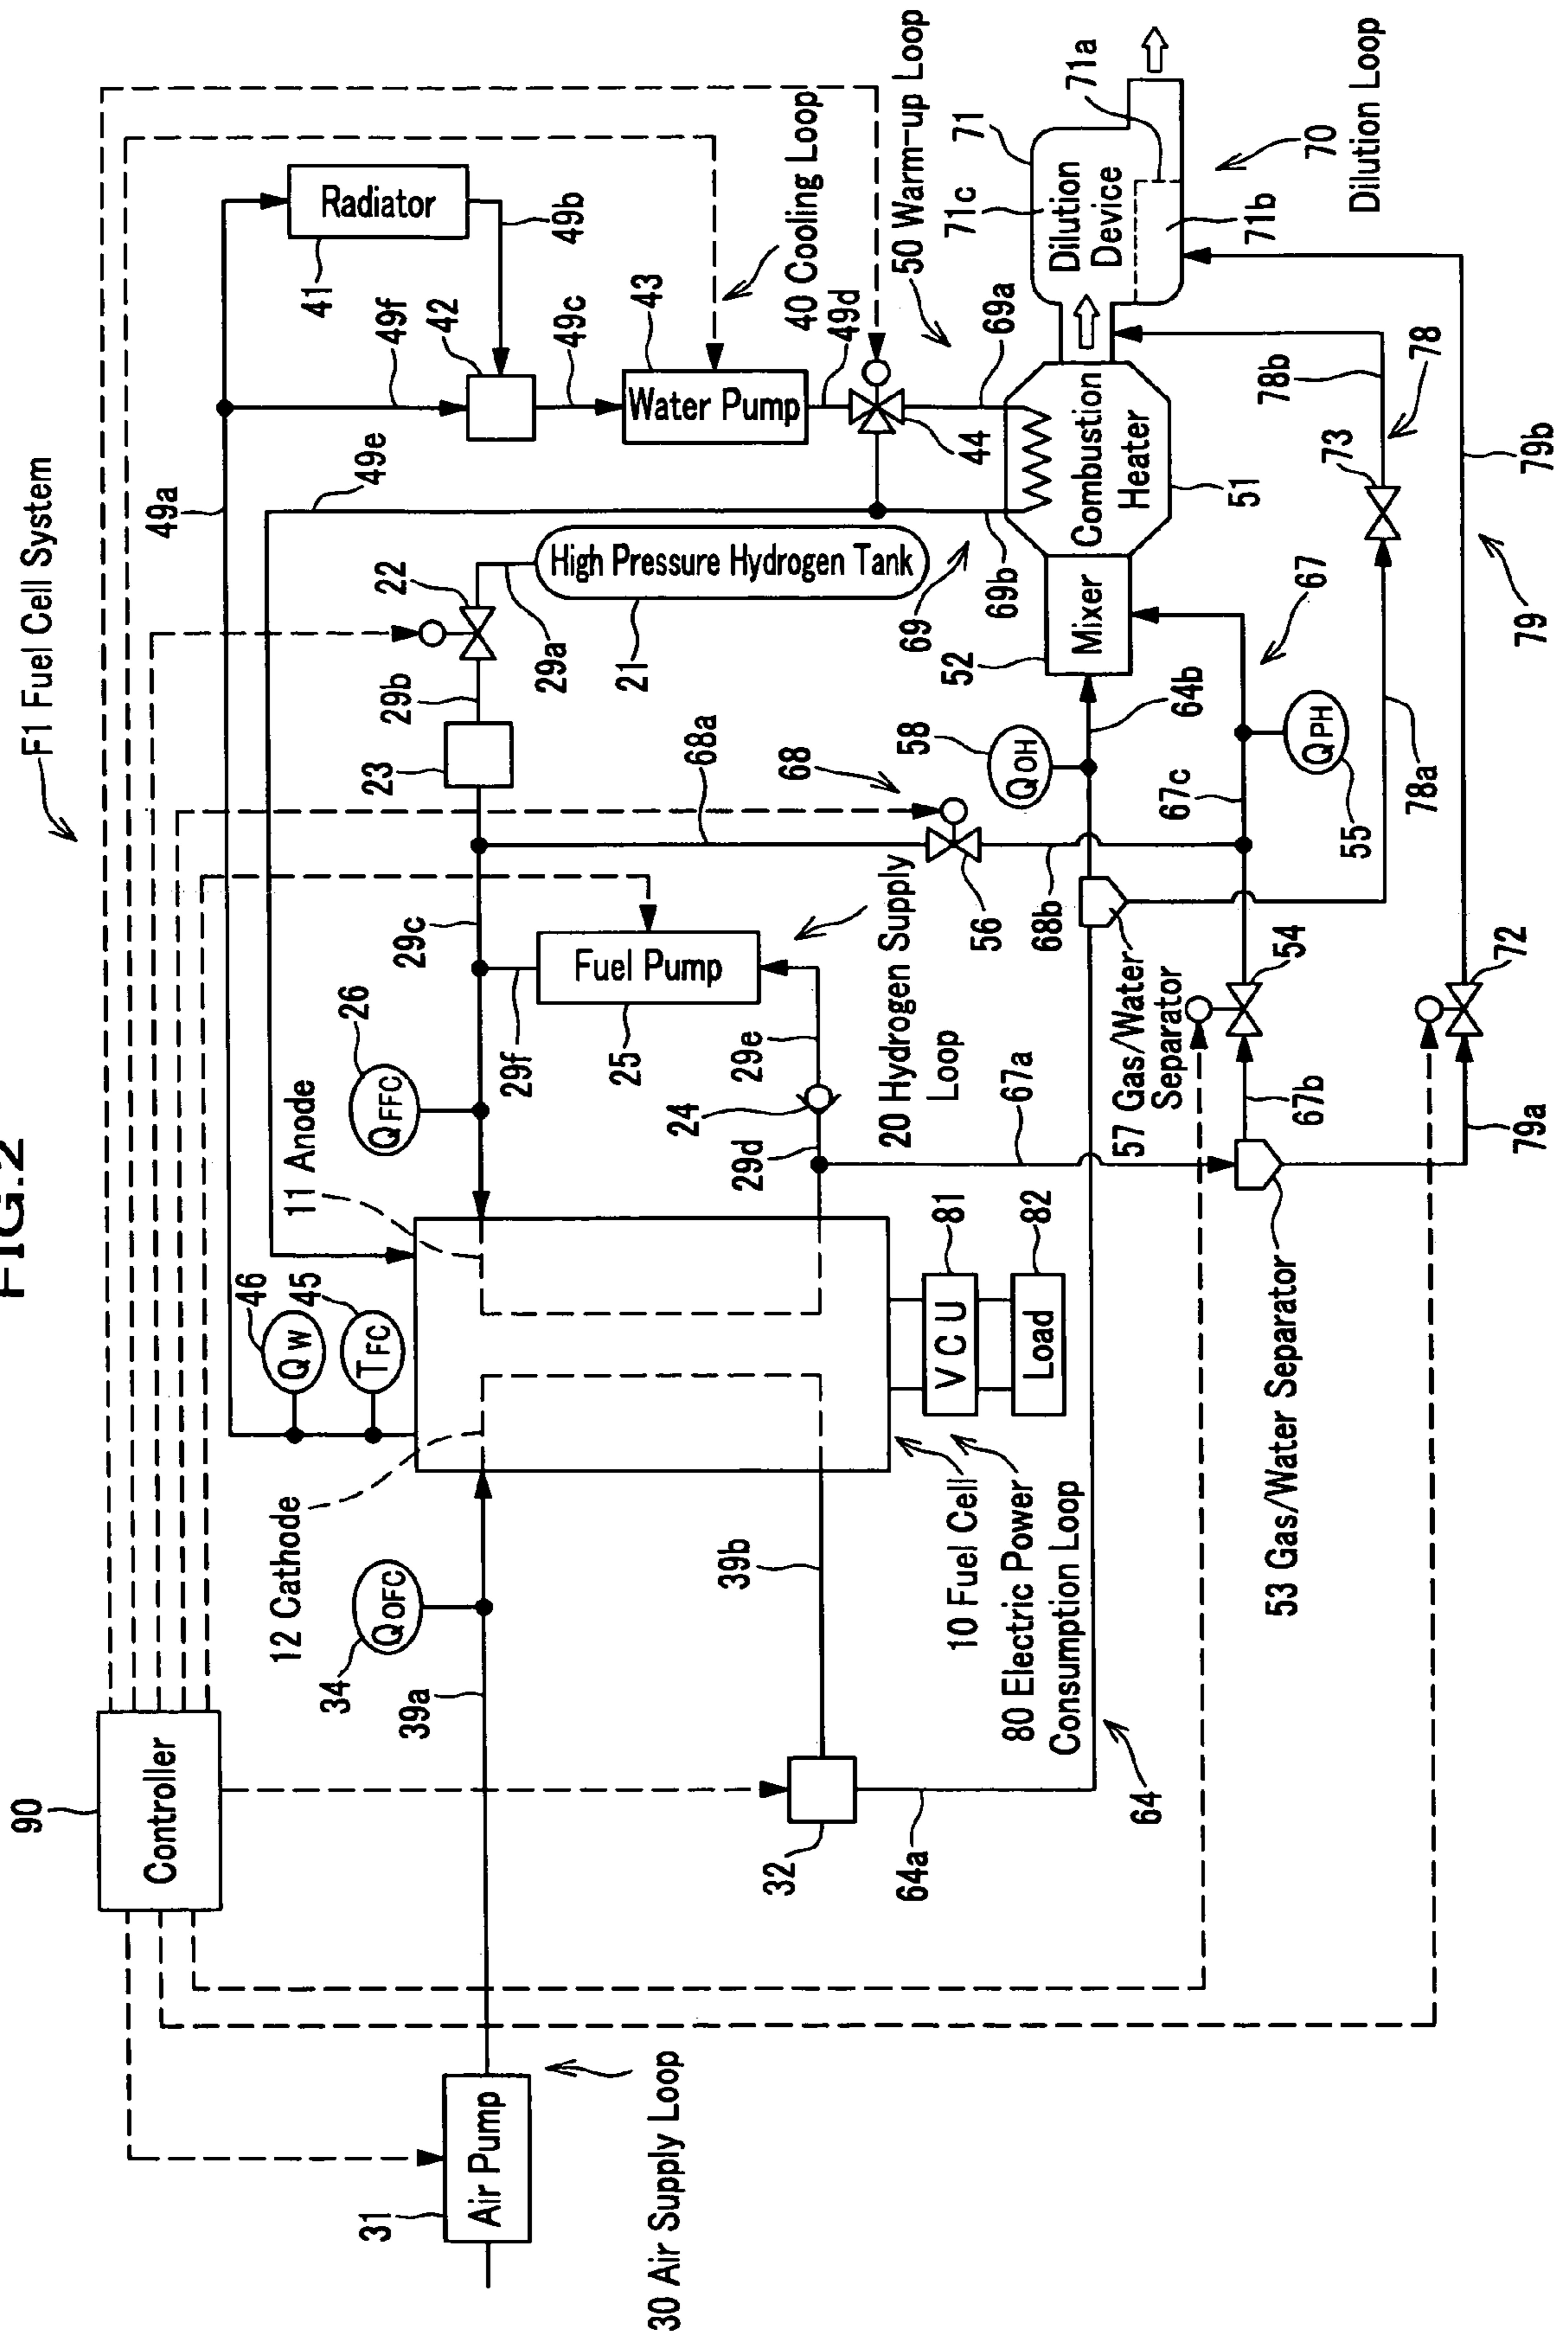 FIG.2
F1 Fuel Cell System
90
Controller
49a
41
Radiator
49b
49f
42
49c
43
Water Pump
40 Cooling Loop
49d
44
49e
50 Warm-up Loop
22
29a
29b
23
21
High Pressure Hydrogen Tank
69
69a
69b
71
71c
Dilution
Device
71a
71b
70
Dilution Loop
Combustion
Heater
51
Mixer
52
78b
78
73
79b
79
67
64b
58
QOH
67c
QPH
55
78a
68a
68
56
68b
29c
26
QFFC
29f
Fuel Pump
25
29e
24
29d
20 Hydrogen Supply
Loop
67a
57 Gas/Water
Separator
54
67b
72
79a
53 Gas/Water Separator
11 Anode
46
QW
45
TFC
12 Cathode
34
QOFC
39a
39b
81
VCU
82
Load
10 Fuel Cell
80 Electric Power
Consumption Loop
64
32
64a
31
Air Pump
30 Air Supply Loop